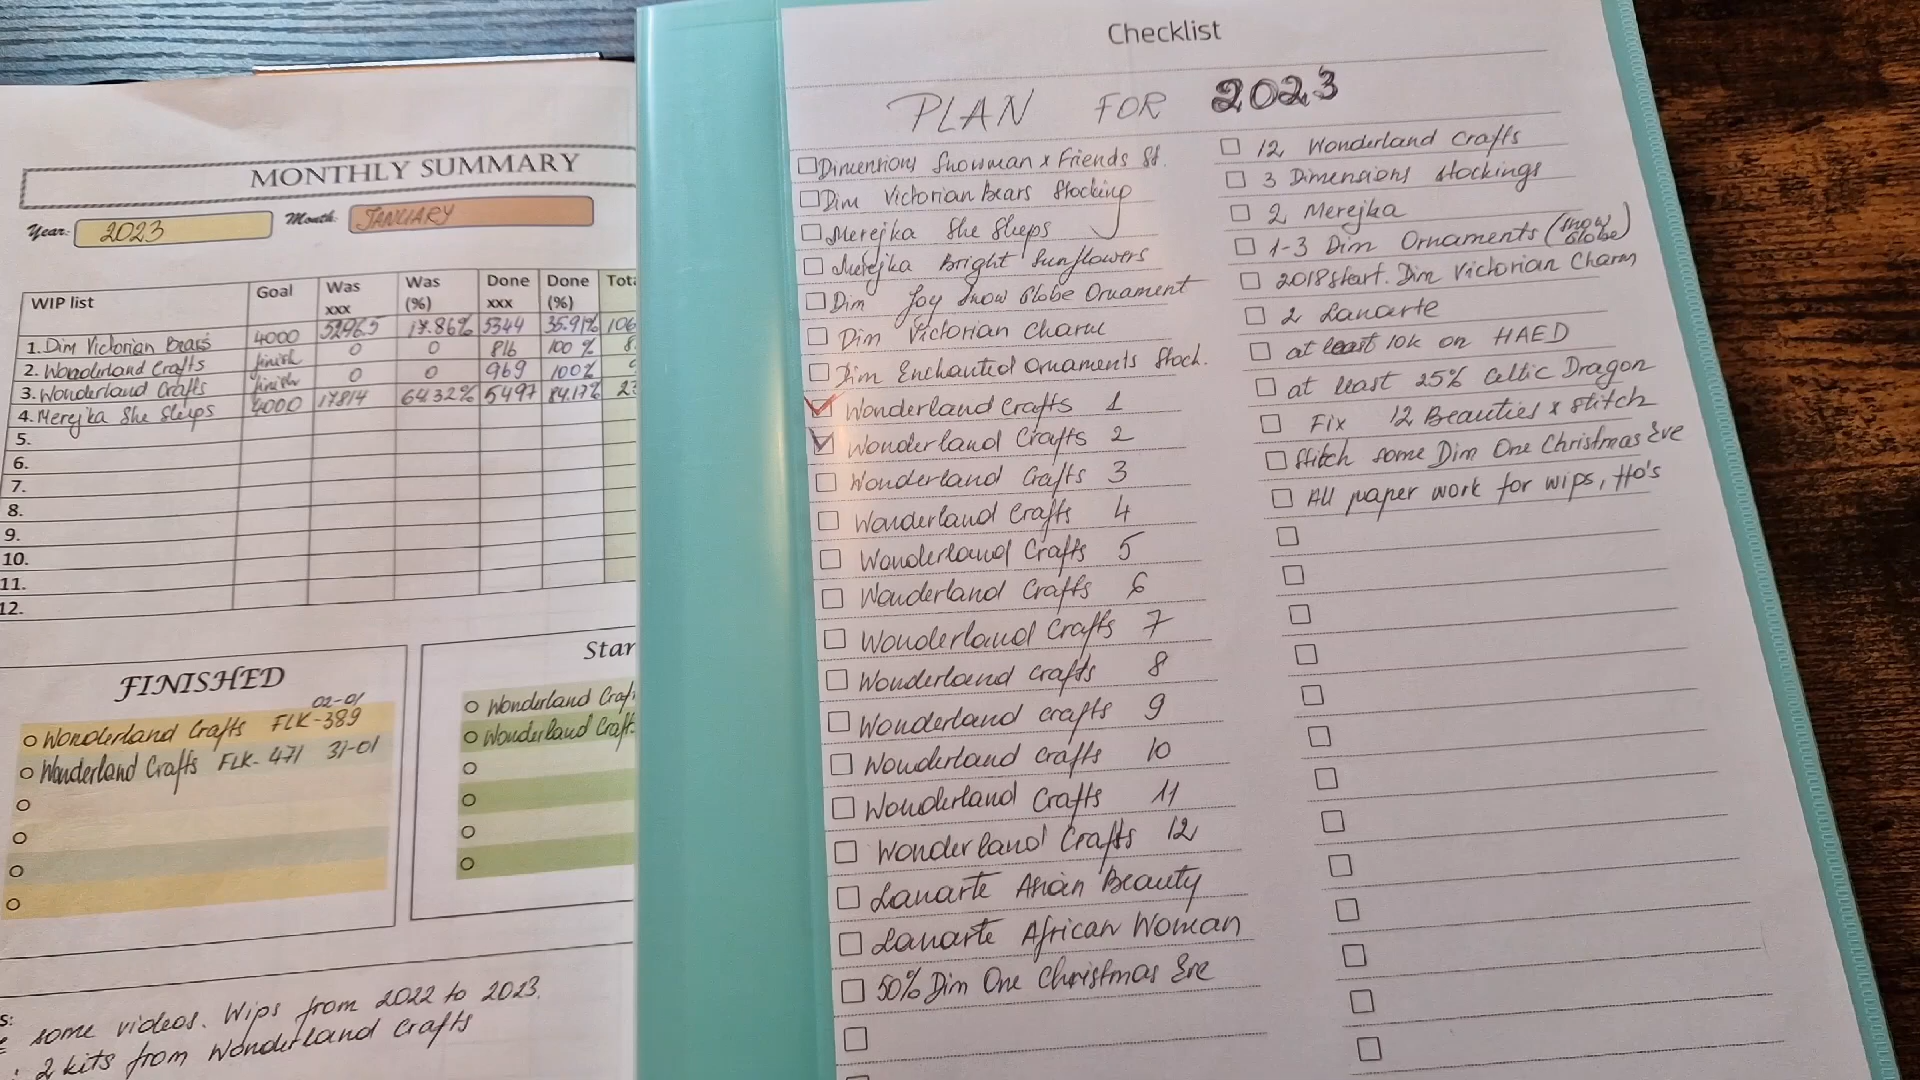 MONTHLY SUMMARY
Year: 2023 Month: JANUARY
WIP list Goal Was xxx Was (%) Done xxx Done (%)
1. Dim Victorian Bears 4000 52965 17.86% 5344 35.91% 106
2. Wonderland Crafts finish 0 0 816 100% 8
3. Wonderland Crafts finish 0 0 969 100%
4. Merejka She Sleeps 4000 17814 64.32% 5497 84.17% 23
5.
6.
7.
8.
9.
10.
11.
12.
FINISHED
02-01
Wonderland Crafts FLK-389
Wonderland Crafts FLK-471 31-01
Star
Wonderland Craf
Wonderland Craft
some videos. Wips from 2022 to 2023.
2 kits from Wonderland Crafts
Checklist
PLAN FOR 2023
Dimensions Snowman & Friends St.
Dim Victorian Bears Stocking
Merejka She Sleeps
Merejka Bright Sunflowers
Dim Joy Snow Globe Ornament
Dim Victorian Charm
Dim Enchanted Ornaments Stock.
Wonderland Crafts 1
Wonderland Crafts 2
Wonderland Crafts 3
Wonderland Crafts 4
Wonderland Crafts 5
Wonderland Crafts 6
Wonderland Crafts 7
Wonderland Crafts 8
Wonderland Crafts 9
Wonderland Crafts 10
Wonderland Crafts 11
Wonderland Crafts 12
Lanarte Asian Beauty
Lanarte African Woman
50% Dim One Christmas Eve
12 Wonderland Crafts
3 Dimensions stockings
2 Merejka
1-3 Dim Ornaments (snow Globe)
2018 start. Dim Victorian Charm
2 Lanarte
at least 10k on HAED
at least 25% Celtic Dragon
Fix 12 Beauties & stitch
Stitch some Dim One Christmas Eve
All paper work for wips, Ho's